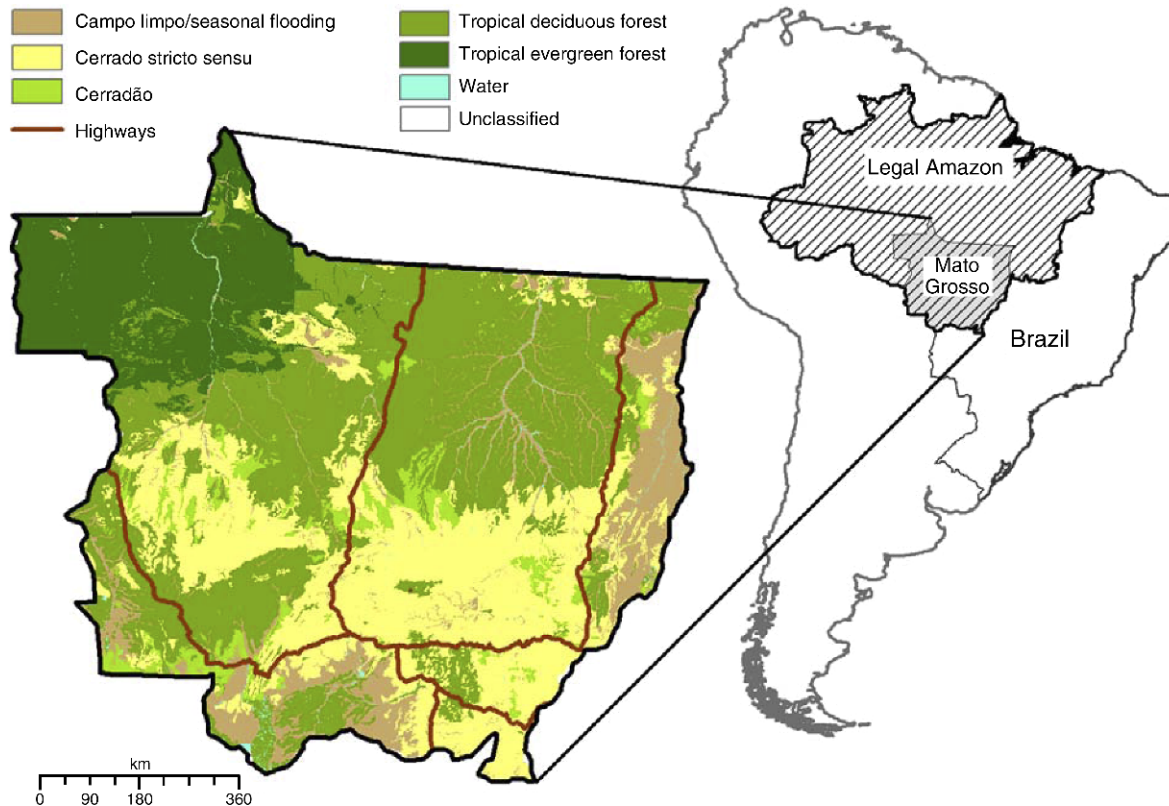 Campo limpo/seasonal flooding
Cerrado stricto sensu
Cerradão
Highways
Tropical deciduous forest
Tropical evergreen forest
Water
Unclassified
Legal Amazon
Mato
Grosso
Brazil
km
0 90 180 360